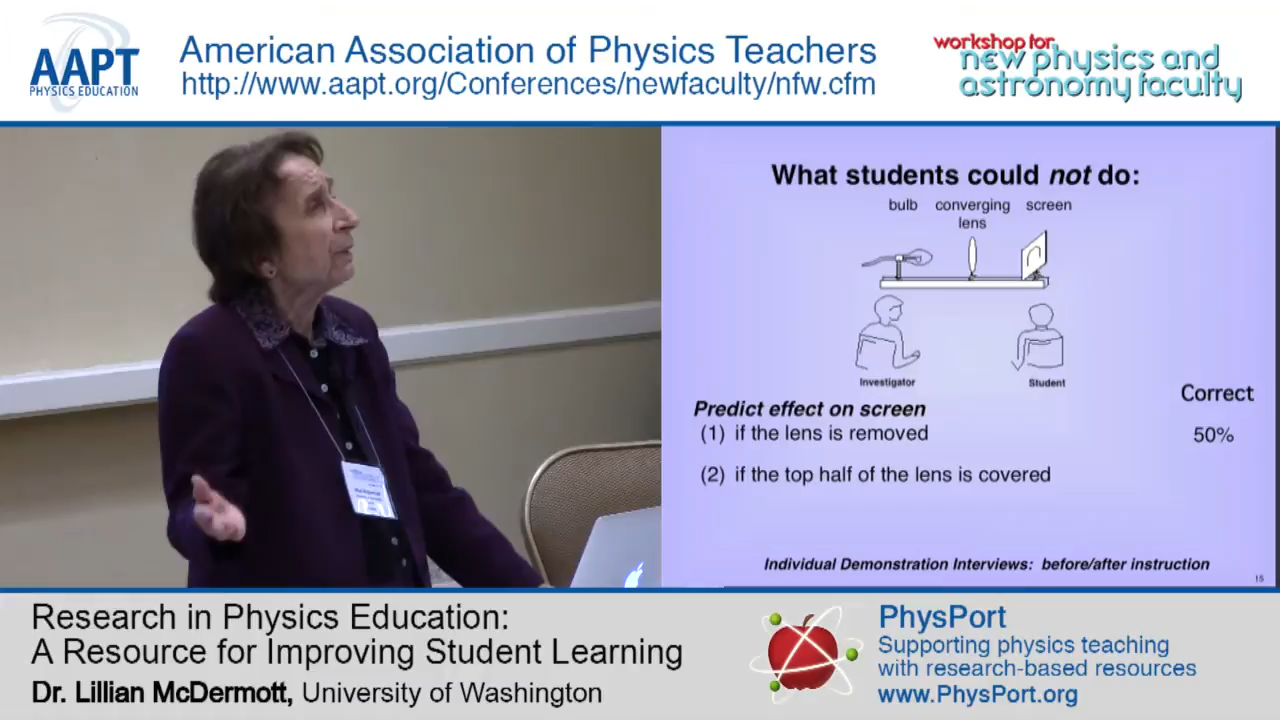 AAPT
PHYSICS EDUCATION
American Association of Physics Teachers
http://www.aapt.org/Conferences/newfaculty/nfw.cfm
workshop for
new physics and
astronomy faculty
What students could not do:
bulb converging screen
lens
Investigator
Student
Correct
Predict effect on screen
(1) if the lens is removed 50%
(2) if the top half of the lens is covered
Individual Demonstration Interviews: before/after instruction
Research in Physics Education:
A Resource for Improving Student Learning
Dr. Lillian McDermott, University of Washington
PhysPort
Supporting physics teaching
with research-based resources
www.PhysPort.org